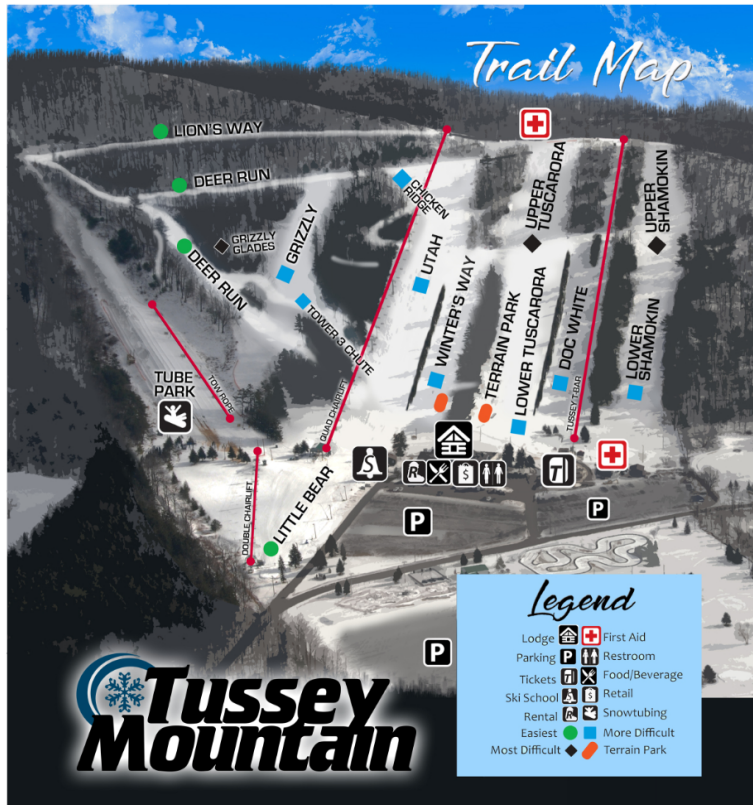 Trail Map
LION'S WAY
DEER RUN
CHICKEN
RIDGE
UPPER
TUSCARORA
UPPER
SHAMOKIN
GRIZZLY
GLADES
GRIZZLY
DEER RUN
UTAH
TOWER 3 CHUTE
WINTER'S WAY
TERRAIN PARK
LOWER TUSCARORA
DOC WHITE
LOWER
SHAMOKIN
TUBE
PARK
TOW ROPE
QUAD CHAIRLIFT
TUSSEY T-BAR
DOUBLE CHAIRLIFT
LITTLE BEAR
S
R
$
T
P
P
P
Legend
Lodge First Aid
Parking P Restroom
Tickets T Food/Beverage
Ski School S $ Retail
Rental R Snowtubing
Easiest More Difficult
Most Difficult Terrain Park
Tussey
Mountain